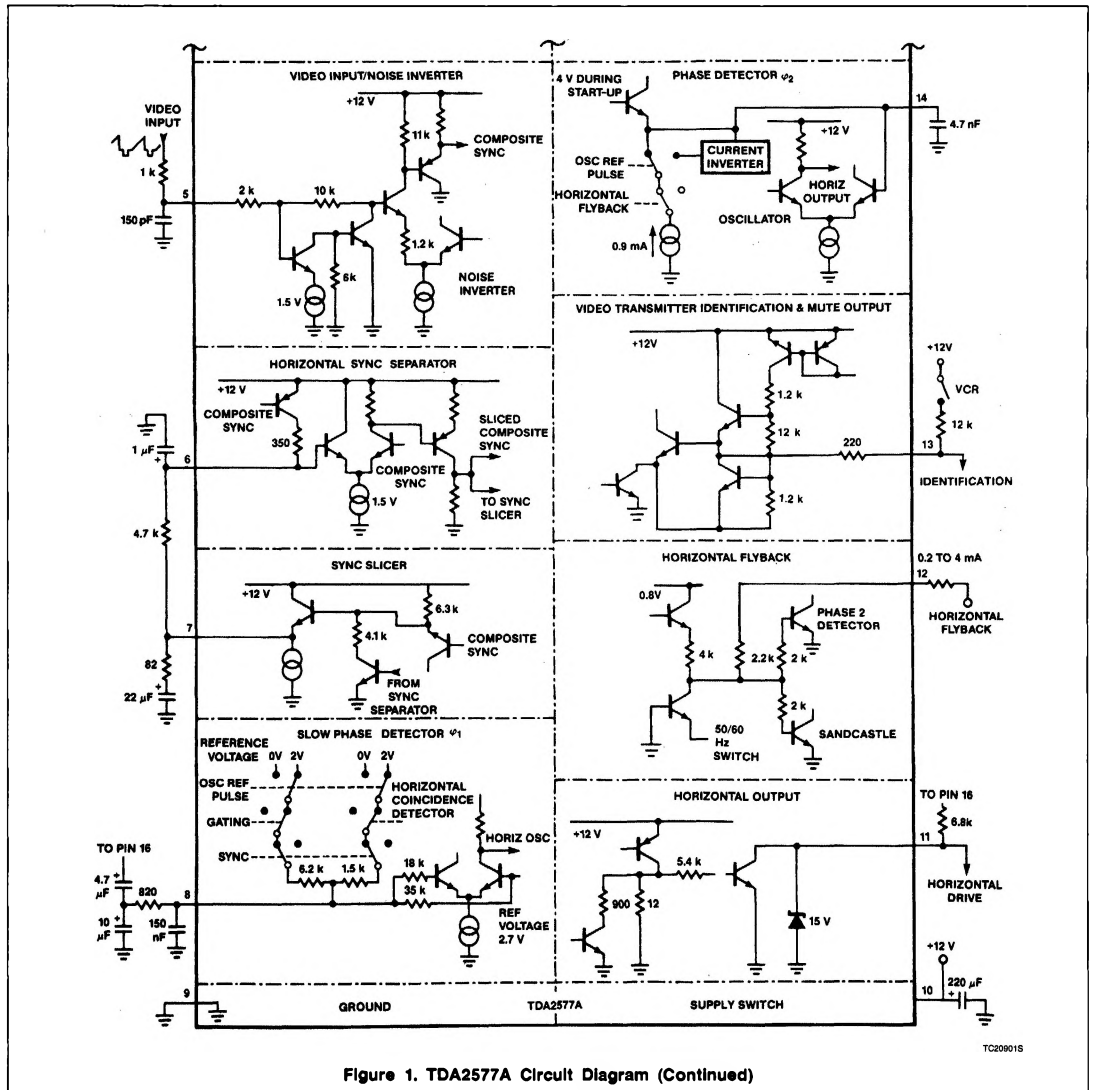 VIDEO INPUT/NOISE INVERTER
+12 V
VIDEO
INPUT
1 k
5
150 pF
2 k
10 k
11 k
COMPOSITE
SYNC
1.2 k
6 k
1.5 V
NOISE
INVERTER
PHASE DETECTOR φ2
4 V DURING
START-UP
14
4.7 nF
+12 V
CURRENT
INVERTER
OSC REF
PULSE
HORIZ
OUTPUT
HORIZONTAL
FLYBACK
OSCILLATOR
0.9 mA
HORIZONTAL SYNC SEPARATOR
+12 V
COMPOSITE
SYNC
350
1 μF
+
6
SLICED
COMPOSITE
SYNC
COMPOSITE
SYNC
1.5 V
TO SYNC
SLICER
4.7 k
VIDEO TRANSMITTER IDENTIFICATION & MUTE OUTPUT
+12V
1.2 k
12 k
220
1.2 k
+12V
VCR
12 k
13
IDENTIFICATION
SYNC SLICER
+12 V
6.3k
7
4.1k
COMPOSITE
SYNC
82
22 μF
+
FROM
SYNC
SEPARATOR
HORIZONTAL FLYBACK
0.2 TO 4 mA
12
HORIZONTAL
FLYBACK
0.8V
PHASE 2
DETECTOR
4 k
2.2k
2 k
2 k
SANDCASTLE
50/60
Hz
SWITCH
SLOW PHASE DETECTOR φ1
REFERENCE
VOLTAGE
0V 2V
0V 2V
OSC REF
PULSE
HORIZONTAL
COINCIDENCE
DETECTOR
GATING
HORIZ OSC
SYNC
TO PIN 16
4.7
μF
+
820
8
10
μF
+
150
nF
6.2k
1.5 k
18 k
35 k
REF
VOLTAGE
2.7 V
HORIZONTAL OUTPUT
+12 V
5.4 k
900
12
15 V
TO PIN 16
6.8k
11
HORIZONTAL
DRIVE
9
GROUND
TDA2577A
SUPPLY SWITCH
+12 V
10
220 μF
+
TC20901S
Figure 1. TDA2577A Circuit Diagram (Continued)